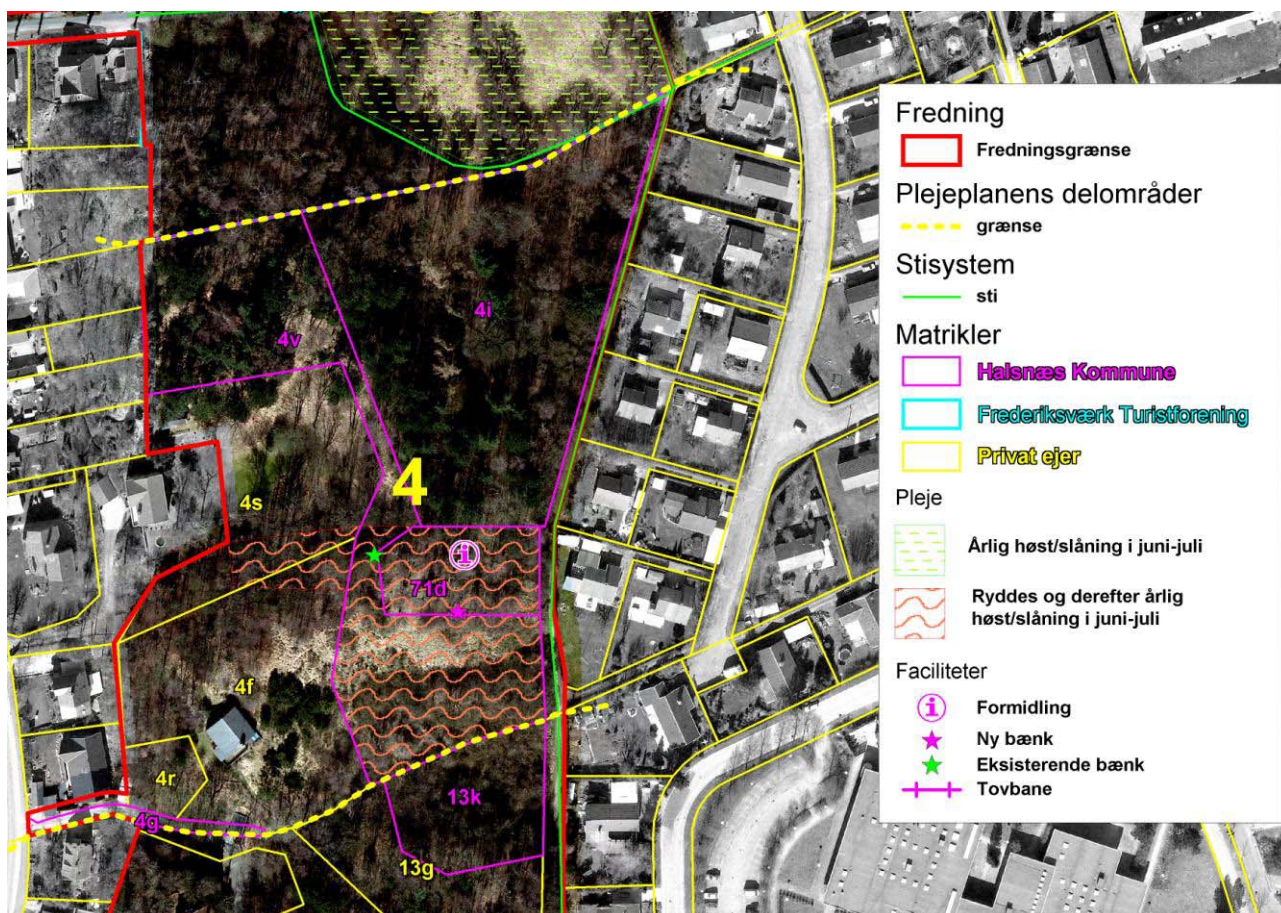 4i
4v
4
4s
71d
4f
4r
4g
13k
13g
Fredning
Fredningsgrænse
Plejeplanens delområder
grænse
Stisystem
sti
Matrikler
Halsnæs Kommune
Frederiksværk Turistforening
Privat ejer
Pleje
Årlig høst/slåning i juni-juli
Ryddes og derefter årlig
høst/slåning i juni-juli
Faciliteter
i Formidling
Ny bænk
Eksisterende bænk
Tovbane